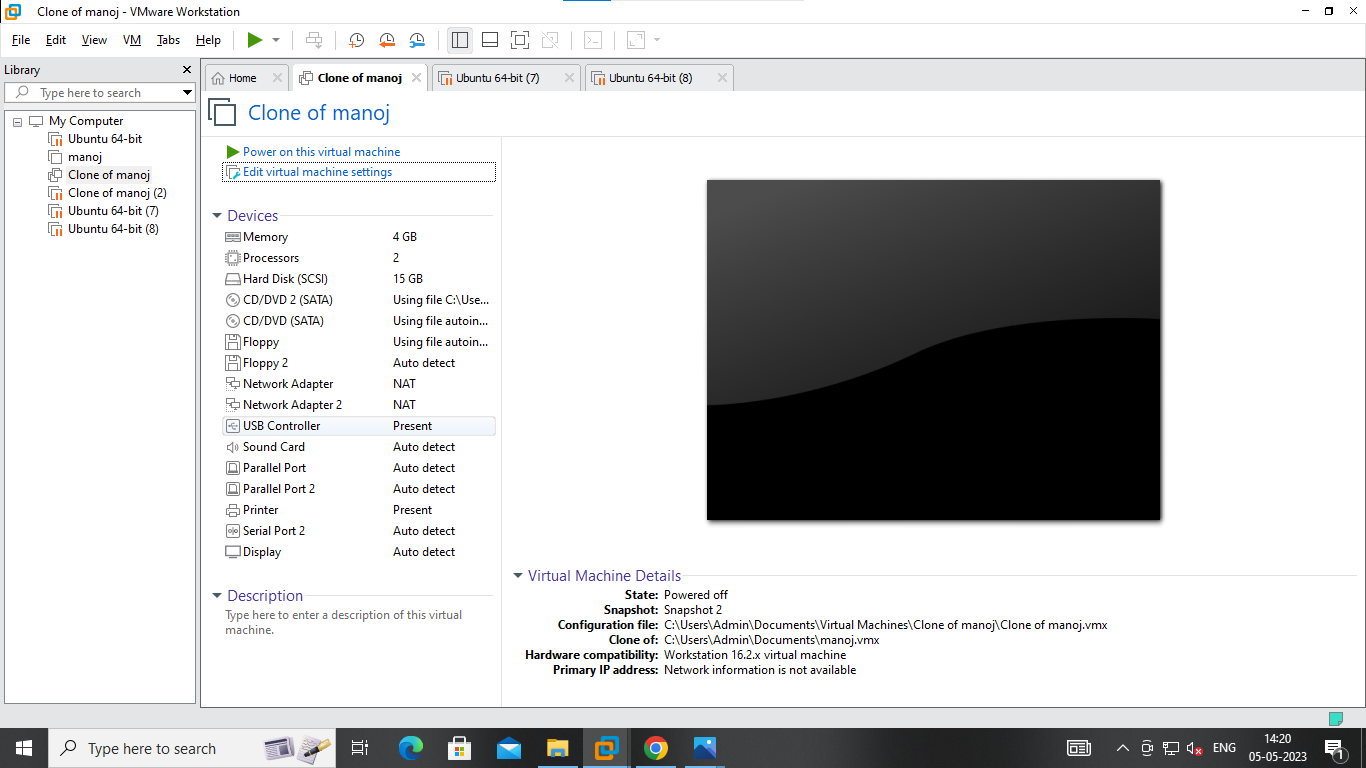 Clone of manoj - VMware Workstation
File Edit View VM Tabs Help
Library
Type here to search
My Computer
Ubuntu 64-bit
manoj
Clone of manoj
Clone of manoj (2)
Ubuntu 64-bit (7)
Ubuntu 64-bit (8)
Home Clone of manoj Ubuntu 64-bit (7) Ubuntu 64-bit (8)
Clone of manoj
Power on this virtual machine
Edit virtual machine settings
Devices
Memory 4 GB
Processors 2
Hard Disk (SCSI) 15 GB
CD/DVD 2 (SATA) Using file C:\Use...
CD/DVD (SATA) Using file autoin...
Floppy Using file autoin...
Floppy 2 Auto detect
Network Adapter NAT
Network Adapter 2 NAT
USB Controller Present
Sound Card Auto detect
Parallel Port Auto detect
Parallel Port 2 Auto detect
Printer Present
Serial Port 2 Auto detect
Display Auto detect
Description
Type here to enter a description of this virtual
machine.
Virtual Machine Details
State: Powered off
Snapshot: Snapshot 2
Configuration file: C:\Users\Admin\Documents\Virtual Machines\Clone of manoj\Clone of manoj.vmx
Clone of: C:\Users\Admin\Documents\manoj.vmx
Hardware compatibility: Workstation 16.2.x virtual machine
Primary IP address: Network information is not available
Type here to search
ENG
14:20
05-05-2023
1